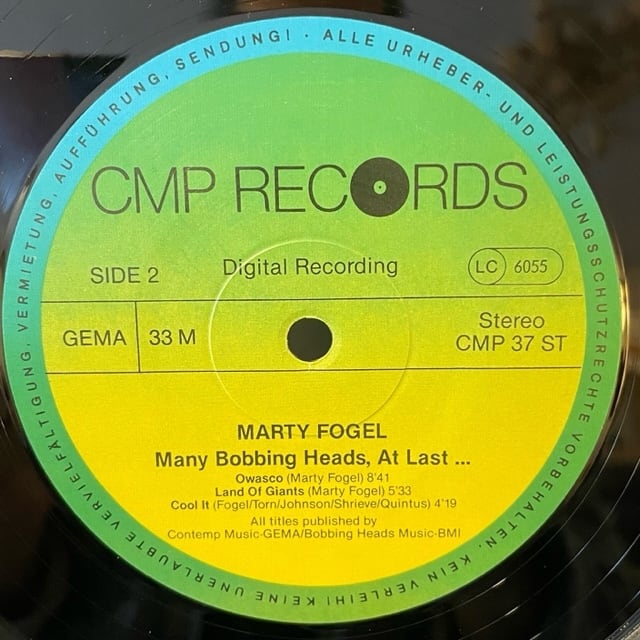 ALLE URHEBER- UND LEISTUNGSSCHUTZRECHTE VORBEHALTEN. KEIN VERLEIH! KEINE UNERLAUBTE VERVIELFÄLTIGUNG, VERMIETUNG, AUFFÜHRUNG, SENDUNG! ·
CMP RECORDS
SIDE 2
Digital Recording
LC 6055
GEMA
33 M
Stereo
CMP 37 ST
MARTY FOGEL
Many Bobbing Heads, At Last ...
Owasco (Marty Fogel) 8'41
Land Of Giants (Marty Fogel) 5'33
Cool It (Fogel/Torn/Johnson/Shrieve/Quintus) 4'19
All titles published by
Contemp Music-GEMA/Bobbing Heads Music-BMI